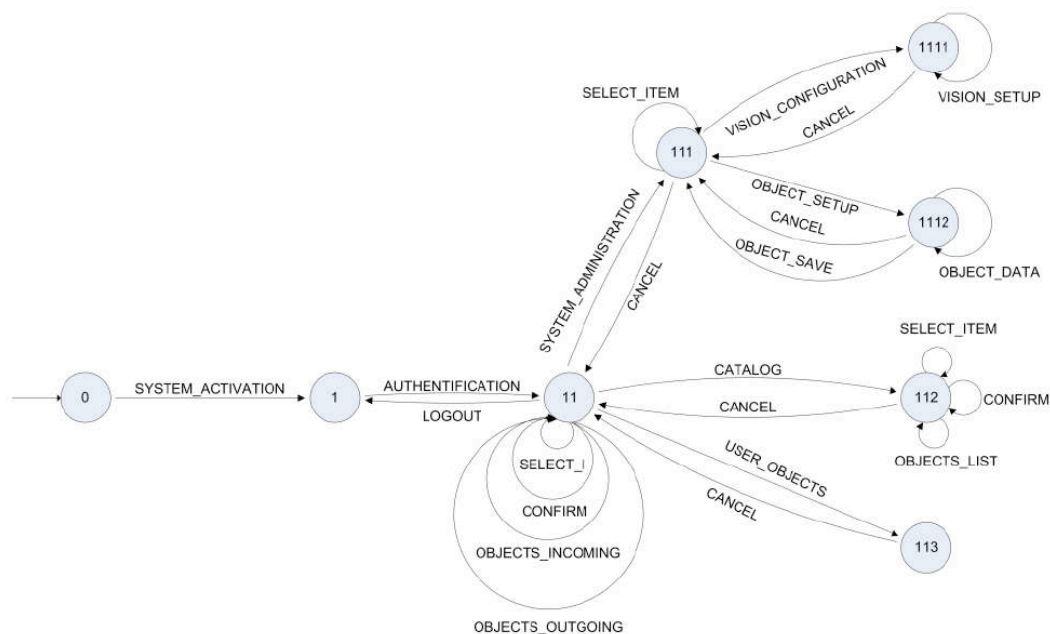 1111
VISION_SETUP
SELECT_ITEM
VISION_CONFIGURATION
CANCEL
111
OBJECT_SETUP
CANCEL
OBJECT_SAVE
1112
OBJECT_DATA
SYSTEM_ADMINISTRATION
CANCEL
0
SYSTEM_ACTIVATION
1
AUTHENTIFICATION
LOGOUT
11
CATALOG
CANCEL
SELECT_ITEM
112
CONFIRM
OBJECTS_LIST
USER_OBJECTS
CANCEL
113
SELECT_I
CONFIRM
OBJECTS_INCOMING
OBJECTS_OUTGOING